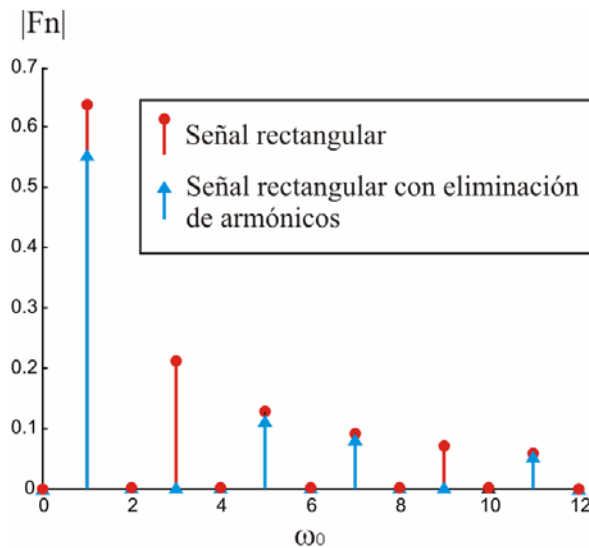 |Fn|
0.7
0.6
0.5
0.4
0.3
0.2
0.1
0
Señal rectangular
Señal rectangular con eliminación
de armónicos
0 2 4 6 8 10 12
ω0